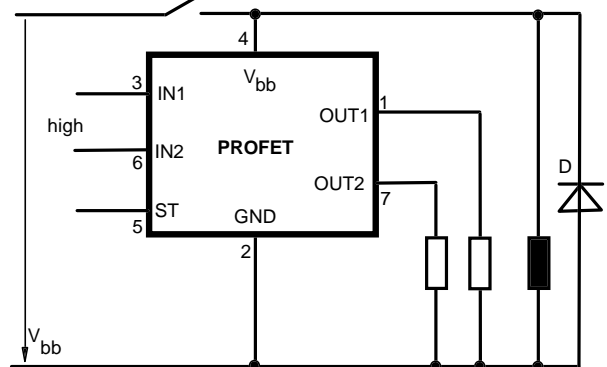 4
3
IN1
V
bb
1
OUT1
high
PROFET
6
IN2
D
OUT2
7
5
ST
GND
2
V
bb